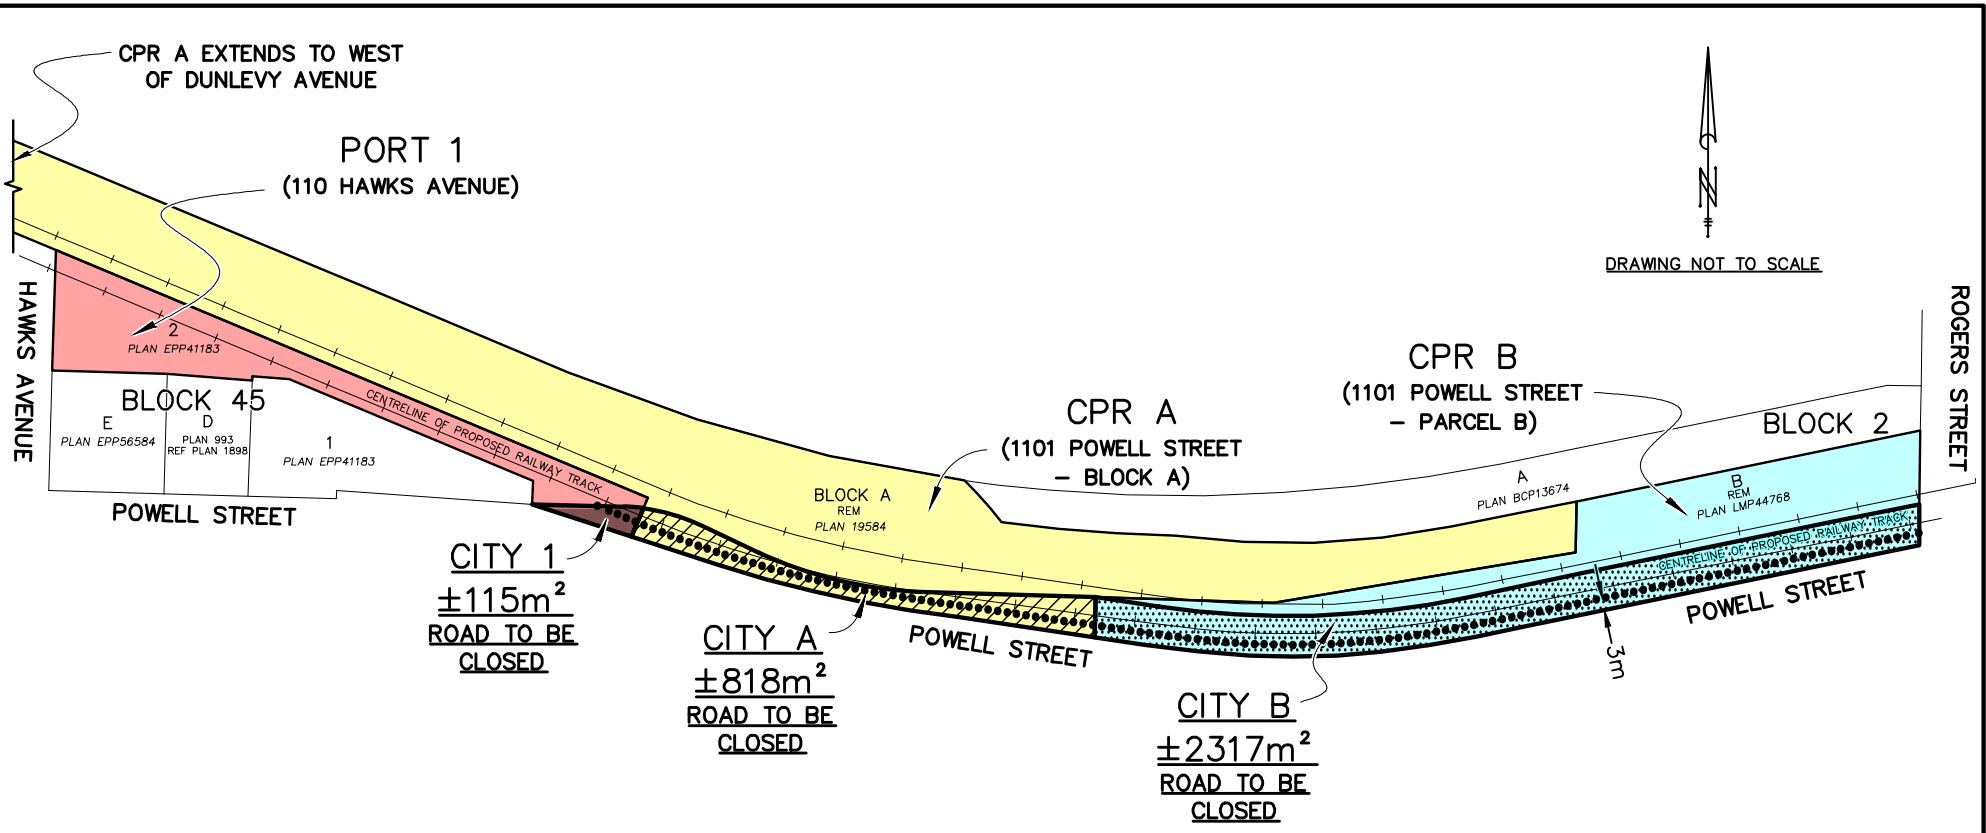 CPR A EXTENDS TO WEST
OF DUNLEVY AVENUE
PORT 1
(110 HAWKS AVENUE)
N
DRAWING NOT TO SCALE
HAWKS AVENUE
ROGERS STREET
2
PLAN EPP41183
BLOCK 45
E
PLAN EPP56584
D
PLAN 993
REF PLAN 1898
1
PLAN EPP41183
POWELL STREET
CENTRELINE OF PROPOSED RAILWAY TRACK
CPR A
(1101 POWELL STREET
- BLOCK A)
CPR B
(1101 POWELL STREET
- PARCEL B)
BLOCK 2
BLOCK A
REM
PLAN 19584
A
PLAN BCP13674
B
REM
PLAN LMP44768
CENTRELINE OF PROPOSED RAILWAY TRACK
CITY 1
±115m²
ROAD TO BE
CLOSED
CITY A
±818m²
ROAD TO BE
CLOSED
POWELL STREET
CITY B
±2317m²
ROAD TO BE
CLOSED
3m
POWELL STREET